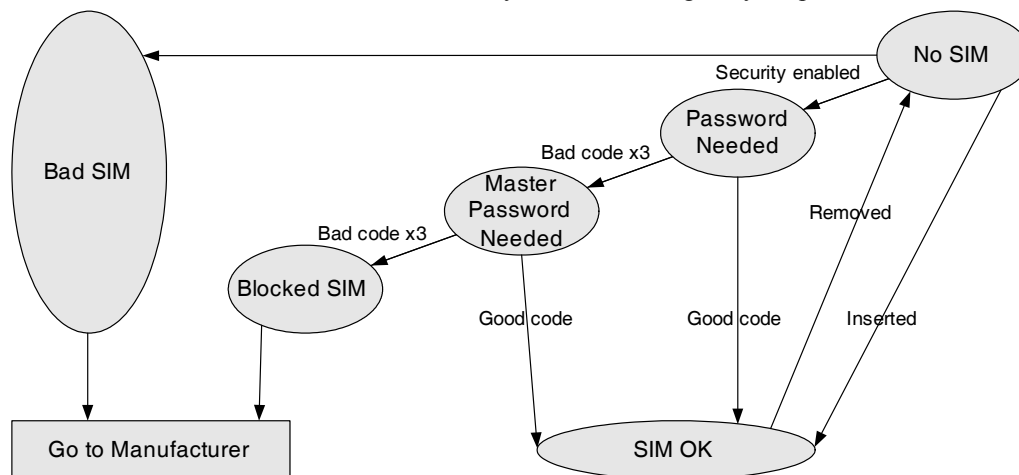 No SIM
Security enabled
Password
Needed
Bad code x3
Bad SIM
Master
Password
Needed
Removed
Bad code x3
Blocked SIM
Good code
Good code
Inserted
Go to Manufacturer
SIM OK